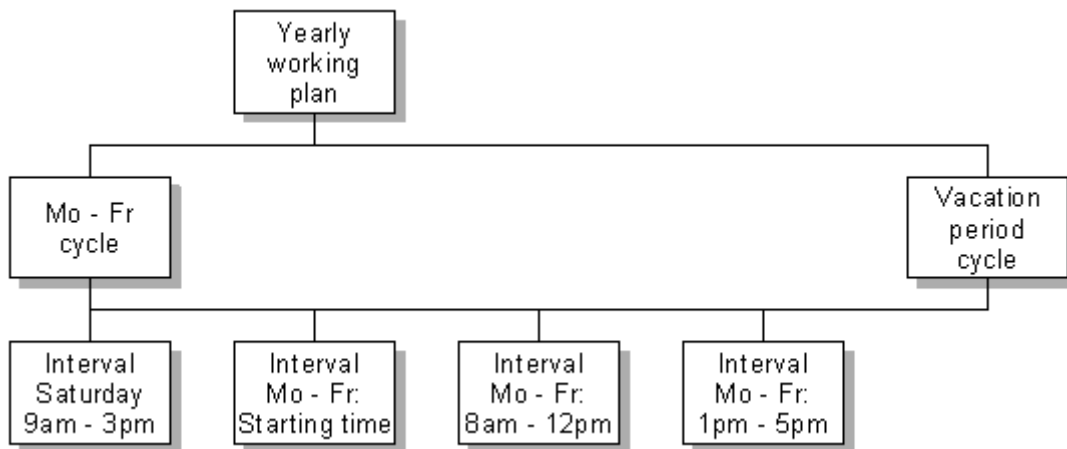 Yearly
working
plan
Mo - Fr
cycle
Vacation
period
cycle
Interval
Saturday
9am - 3pm
Interval
Mo - Fr:
Starting time
Interval
Mo - Fr:
8am - 12pm
Interval
Mo - Fr:
1pm - 5pm